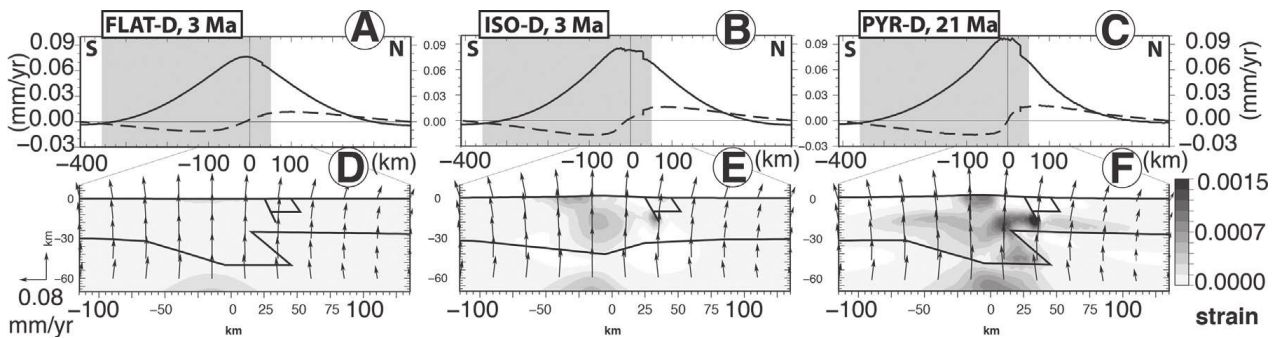 FLAT-D, 3 Ma A ISO-D, 3 Ma B PYR-D, 21 Ma C
S N S N S N
0.09 0.09 0.09 0.09
0.06 0.06 0.06 0.06
0.03 0.03 0.03 0.03
0.00 0.00 0.00 0.00
-0.03 -0.03 -0.03 -0.03
(mm/yr) (mm/yr)
-400 0 100 (km) -400 0 100 (km) -400 0 100 (km)
D E F
0 0 0 0.0015
km
-30 -30 -30 0.0007
-60 -60 -60 0.0000
0.08
mm/yr
-100 -50 -25 0 25 50 75 100 -100 -50 -25 0 25 50 75 100 -100 -50 -25 0 25 50 75 100
km km km
strain